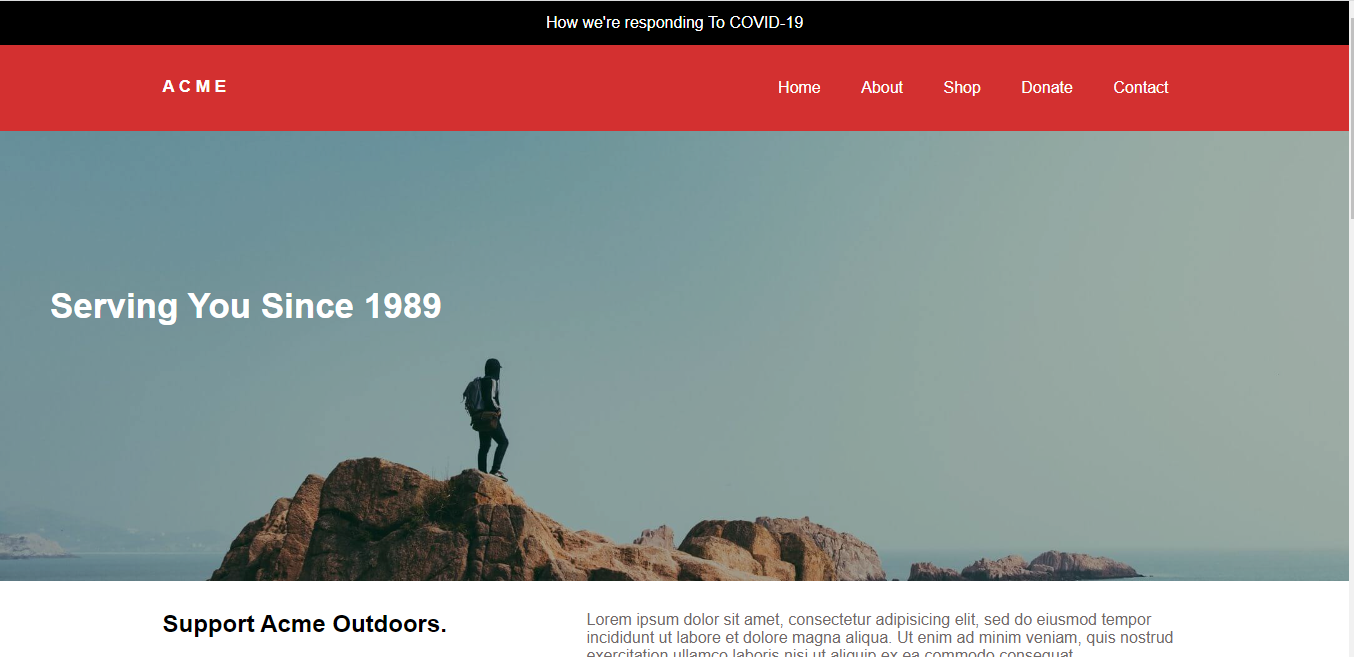 How we're responding To COVID-19
ACME
Home About Shop Donate Contact
Serving You Since 1989
Support Acme Outdoors.
Lorem ipsum dolor sit amet, consectetur adipisicing elit, sed do eiusmod tempor
incididunt ut labore et dolore magna aliqua. Ut enim ad minim veniam, quis nostrud
exercitation ullamco laboris nisi ut aliquip ex ea commodo consequat.